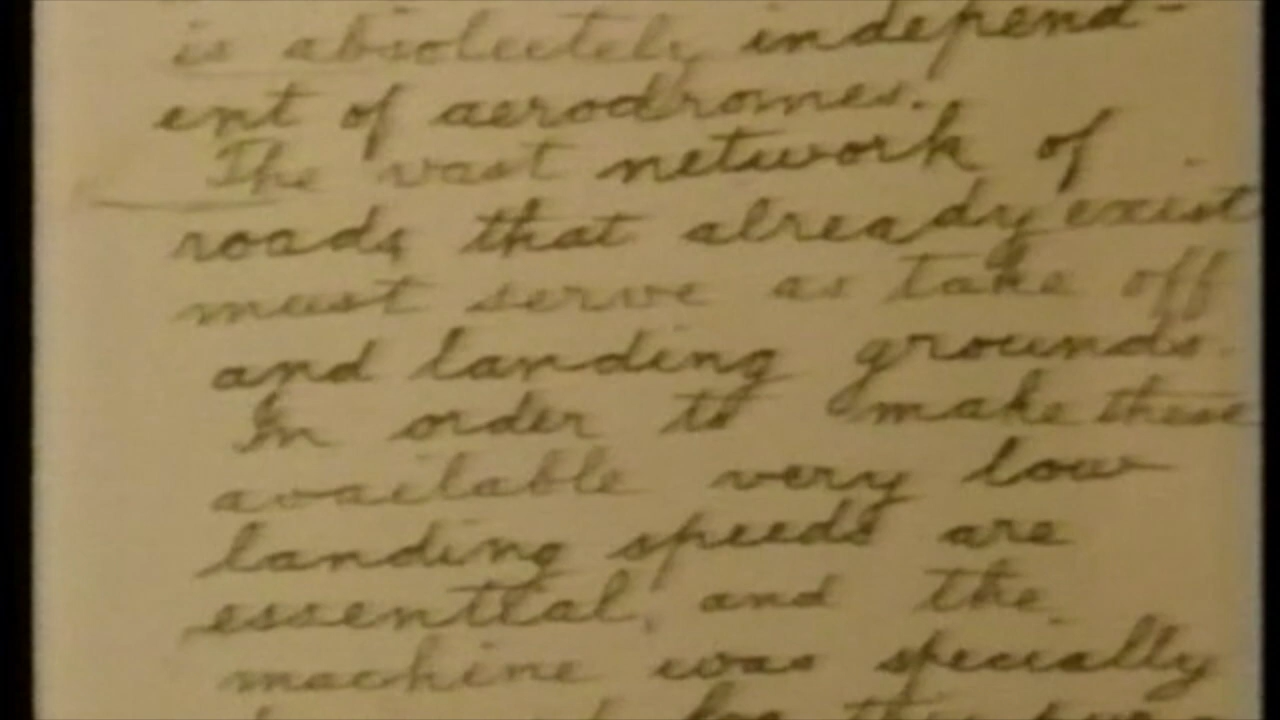 is absolutely independ-
ent of aerodromes.
The vast network of
roads that already exist
must serve as take off
and landing grounds.
In order to make these
available very low
landing speeds are
essential, and the
machine was specially
for this